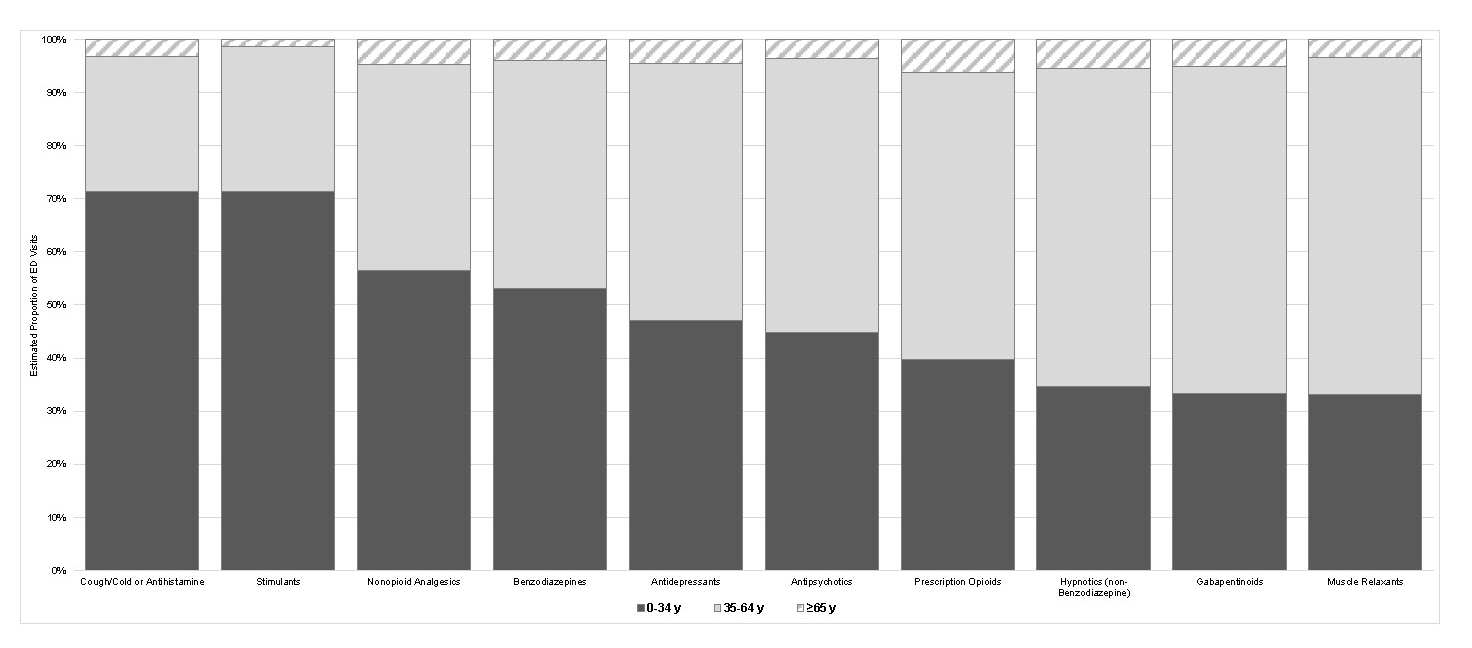 100%
90%
80%
70%
60%
50%
40%
30%
20%
10%
0%
Estimated Proportion of ED Visits
Cough/Cold or Antihistamine
Stimulants
Nonopioid Analgesics
Benzodiazepines
Antidepressants
Antipsychotics
Prescription Opioids
Hypnotics (non-
Benzodiazepine)
Gabapentinoids
Muscle Relaxants
0-34 y
35-64 y
≥65 y